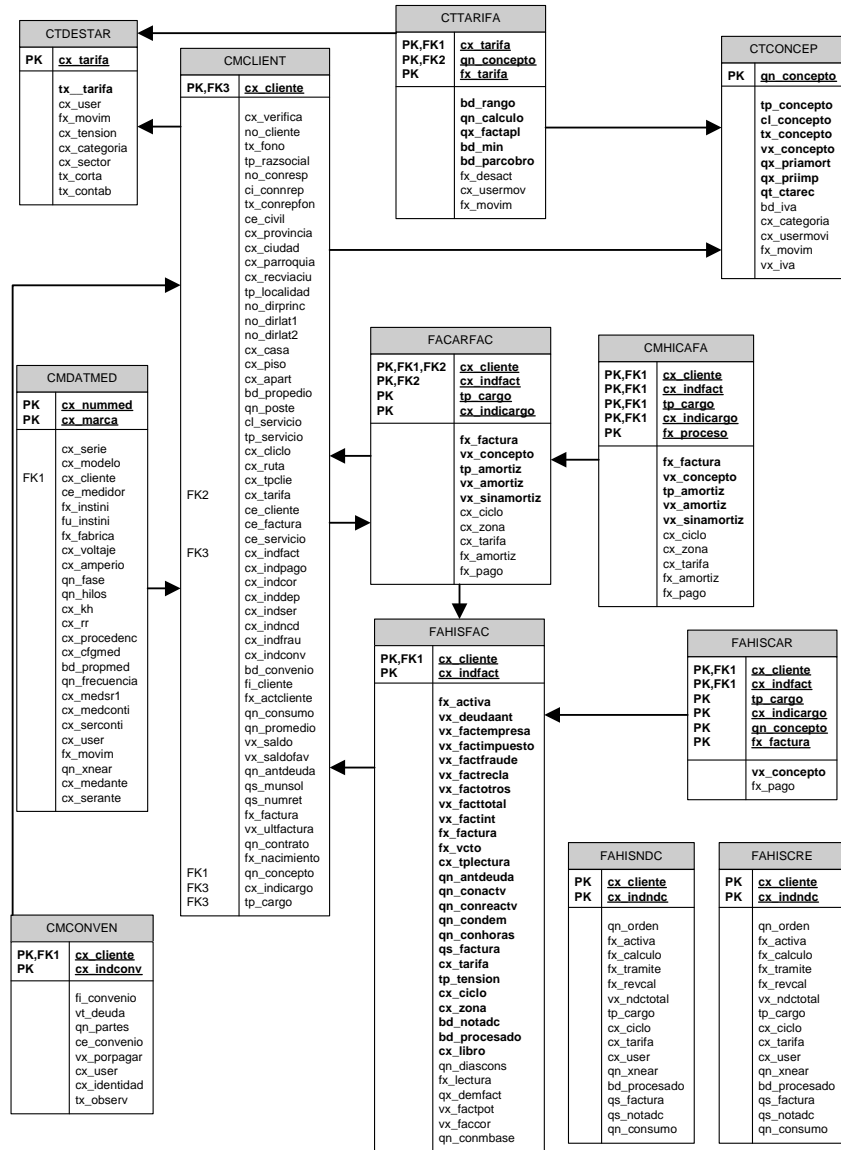 CTDESTAR
PK cx_tarifa
tx__tarifa
cx_user
fx_movim
cx_tension
cx_categoria
cx_sector
tx_corta
tx_contab
CMCLIENT
PK,FK3 cx_cliente
cx_verifica
no_cliente
tx_fono
tp_razsocial
no_conresp
ci_connrep
tx_conrepfon
ce_civil
cx_provincia
cx_ciudad
cx_parroquia
cx_recviaciu
tp_localidad
no_dirprinc
no_dirlat1
no_dirlat2
cx_casa
cx_piso
cx_apart
bd_propedio
qn_poste
cl_servicio
tp_servicio
cx_cliclo
cx_ruta
cx_tpclie
FK2 cx_tarifa
ce_cliente
ce_factura
ce_servicio
FK3 cx_indfact
cx_indpago
cx_indcor
cx_inddep
cx_indser
cx_indncd
cx_indfrau
cx_indconv
bd_convenio
fi_cliente
fx_actcliente
qn_consumo
qn_promedio
vx_saldo
vx_saldofav
qn_antdeuda
qs_munsol
qs_numret
fx_factura
vx_ultfactura
qn_contrato
fx_nacimiento
FK1 qn_concepto
FK3 cx_indicargo
FK3 tp_cargo
CTTARIFA
PK,FK1 cx_tarifa
PK,FK2 qn_concepto
PK fx_tarifa
bd_rango
qn_calculo
qx_factapl
bd_min
bd_parcobro
fx_desact
cx_usermov
fx_movim
CTCONCEP
PK qn_concepto
tp_concepto
cl_concepto
tx_concepto
vx_concepto
qx_priamort
qx_priimp
qt_ctarec
bd_iva
cx_categoria
cx_usermovi
fx_movim
vx_iva
CMDATMED
PK cx_nummed
PK cx_marca
cx_serie
cx_modelo
FK1 cx_cliente
ce_medidor
fx_instini
fu_instini
fx_fabrica
cx_voltaje
cx_amperio
qn_fase
qn_hilos
cx_kh
cx_rr
cx_procedenc
cx_cfgmed
bd_propmed
qn_frecuencia
cx_medsr1
cx_medconti
cx_serconti
cx_user
fx_movim
qn_xnear
cx_medante
cx_serante
FACARFAC
PK,FK1,FK2 cx_cliente
PK,FK2 cx_indfact
PK tp_cargo
PK cx_indicargo
fx_factura
vx_concepto
tp_amortiz
vx_amortiz
vx_sinamortiz
cx_ciclo
cx_zona
cx_tarifa
fx_amortiz
fx_pago
CMHICAFA
PK,FK1 cx_cliente
PK,FK1 cx_indfact
PK,FK1 tp_cargo
PK,FK1 cx_indicargo
PK fx_proceso
fx_factura
vx_concepto
tp_amortiz
vx_amortiz
vx_sinamortiz
cx_ciclo
cx_zona
cx_tarifa
fx_amortiz
fx_pago
FAHISFAC
PK,FK1 cx_cliente
PK cx_indfact
fx_activa
vx_deudaant
vx_factempresa
vx_factimpuesto
vx_factfraude
vx_factrecla
vx_factotros
vx_facttotal
vx_factint
fx_factura
fx_vcto
cx_tplectura
qn_antdeuda
qn_conactv
qn_conreactv
qn_condem
qn_conhoras
qs_factura
cx_tarifa
tp_tension
cx_ciclo
cx_zona
bd_notadc
bd_procesado
cx_libro
qn_diascons
fx_lectura
qx_demfact
vx_factpot
vx_faccor
qn_conmbase
FAHISCAR
PK,FK1 cx_cliente
PK,FK1 cx_indfact
PK tp_cargo
PK cx_indicargo
PK qn_concepto
PK fx_factura
vx_concepto
fx_pago
FAHISNDC
PK cx_cliente
PK cx_indndc
qn_orden
fx_activa
fx_calculo
fx_tramite
fx_revcal
vx_ndctotal
tp_cargo
cx_ciclo
cx_tarifa
cx_user
qn_xnear
bd_procesado
qs_factura
qs_notadc
qn_consumo
FAHISCRE
PK cx_cliente
PK cx_indndc
qn_orden
fx_activa
fx_calculo
fx_tramite
fx_revcal
vx_ndctotal
tp_cargo
cx_ciclo
cx_tarifa
cx_user
qn_xnear
bd_procesado
qs_factura
qs_notadc
qn_consumo
CMCONVEN
PK,FK1 cx_cliente
PK cx_indconv
fi_convenio
vt_deuda
qn_partes
ce_convenio
vx_porpagar
cx_user
cx_identidad
tx_observ